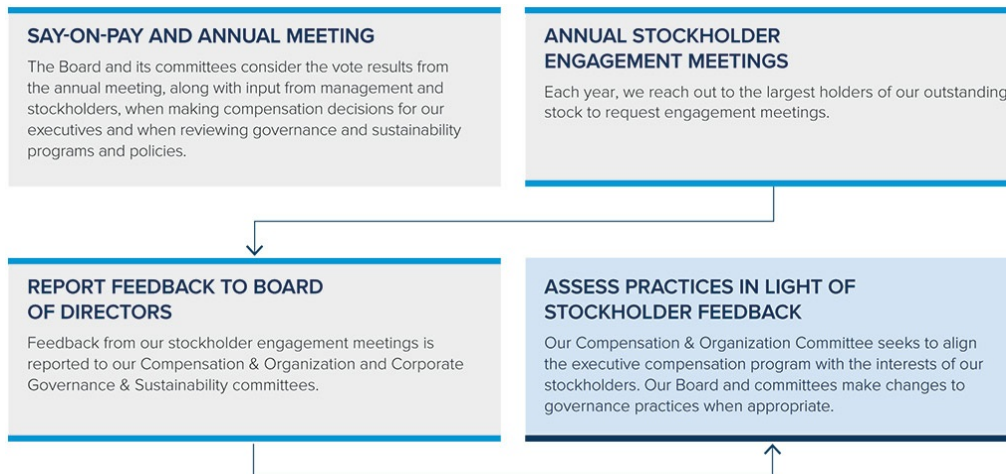 SAY-ON-PAY AND ANNUAL MEETING
The Board and its committees consider the vote results from
the annual meeting, along with input from management and
stockholders, when making compensation decisions for our
executives and when reviewing governance and sustainability
programs and policies.
ANNUAL STOCKHOLDER
ENGAGEMENT MEETINGS
Each year, we reach out to the largest holders of our outstanding
stock to request engagement meetings.
REPORT FEEDBACK TO BOARD
OF DIRECTORS
Feedback from our stockholder engagement meetings is
reported to our Compensation & Organization and Corporate
Governance & Sustainability committees.
ASSESS PRACTICES IN LIGHT OF
STOCKHOLDER FEEDBACK
Our Compensation & Organization Committee seeks to align
the executive compensation program with the interests of our
stockholders. Our Board and committees make changes to
governance practices when appropriate.